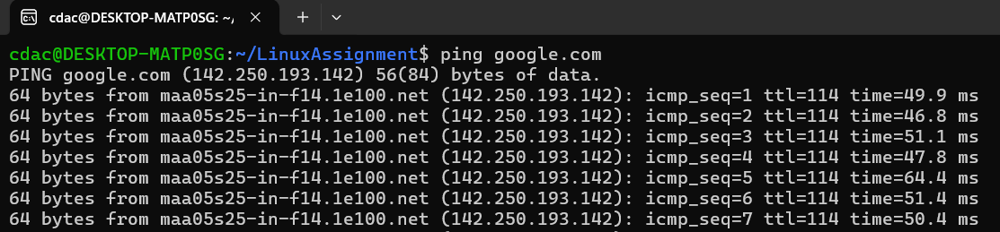 cdac@DESKTOP-MATP0SG: ~/
cdac@DESKTOP-MATP0SG:~/LinuxAssignment$ ping google.com
PING google.com (142.250.193.142) 56(84) bytes of data.
64 bytes from maa05s25-in-f14.1e100.net (142.250.193.142): icmp_seq=1 ttl=114 time=49.9 ms
64 bytes from maa05s25-in-f14.1e100.net (142.250.193.142): icmp_seq=2 ttl=114 time=46.8 ms
64 bytes from maa05s25-in-f14.1e100.net (142.250.193.142): icmp_seq=3 ttl=114 time=51.1 ms
64 bytes from maa05s25-in-f14.1e100.net (142.250.193.142): icmp_seq=4 ttl=114 time=47.8 ms
64 bytes from maa05s25-in-f14.1e100.net (142.250.193.142): icmp_seq=5 ttl=114 time=64.4 ms
64 bytes from maa05s25-in-f14.1e100.net (142.250.193.142): icmp_seq=6 ttl=114 time=51.4 ms
64 bytes from maa05s25-in-f14.1e100.net (142.250.193.142): icmp_seq=7 ttl=114 time=50.4 ms